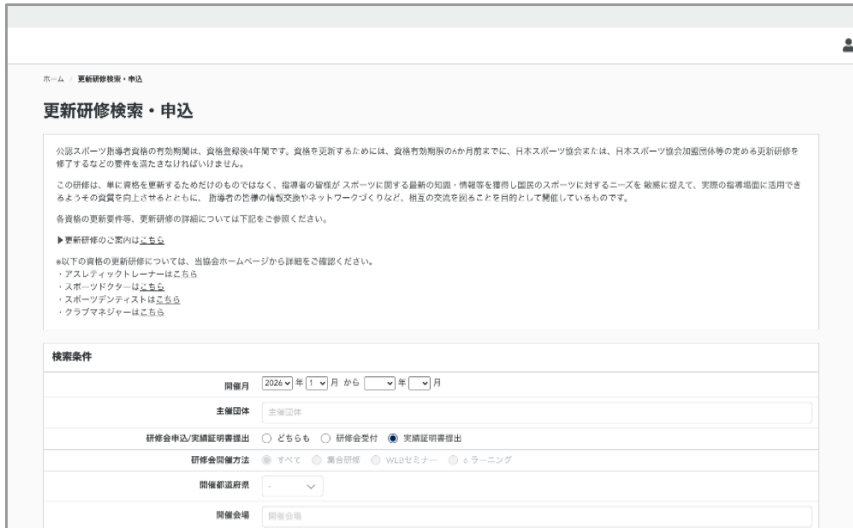 ホーム / 更新研修検索・申込
更新研修検索・申込
公認スポーツ指導者資格の有効期間は、資格登録後4年間です。資格を更新するためには、資格有効期限の6か月前までに、日本スポーツ協会または、日本スポーツ協会加盟団体等の定める更新研修を
修了するなどの要件を満たさなければいけません。
この研修は、単に資格を更新するためだけのものではなく、指導者の皆様が スポーツに関する最新の知識・情報等を獲得し国民のスポーツに対するニーズを 敏感に捉えて、実際の指導場面に活用でき
るようその資質を向上させるとともに、 指導者の皆様の情報交換やネットワークづくりなど、相互の交流を図ることを目的として開催しているものです。
各資格の更新要件等、更新研修の詳細については下記をご参照ください。
▶更新研修のご案内はこちら
※以下の資格の更新研修については、当協会ホームページから詳細をご確認ください。
・アスレティックトレーナーはこちら
・スポーツドクターはこちら
・スポーツデンティストはこちら
・クラブマネジャーはこちら
検索条件
開催月 2026 年 1 月 から 年 月
主催団体 主催団体
研修会申込/実績証明書提出 どちらも 研修会受付 実績証明書提出
研修会開催方法 すべて 集合研修 WEBセミナー e-ラーニング
開催都道府県 -
開催会場 開催会場